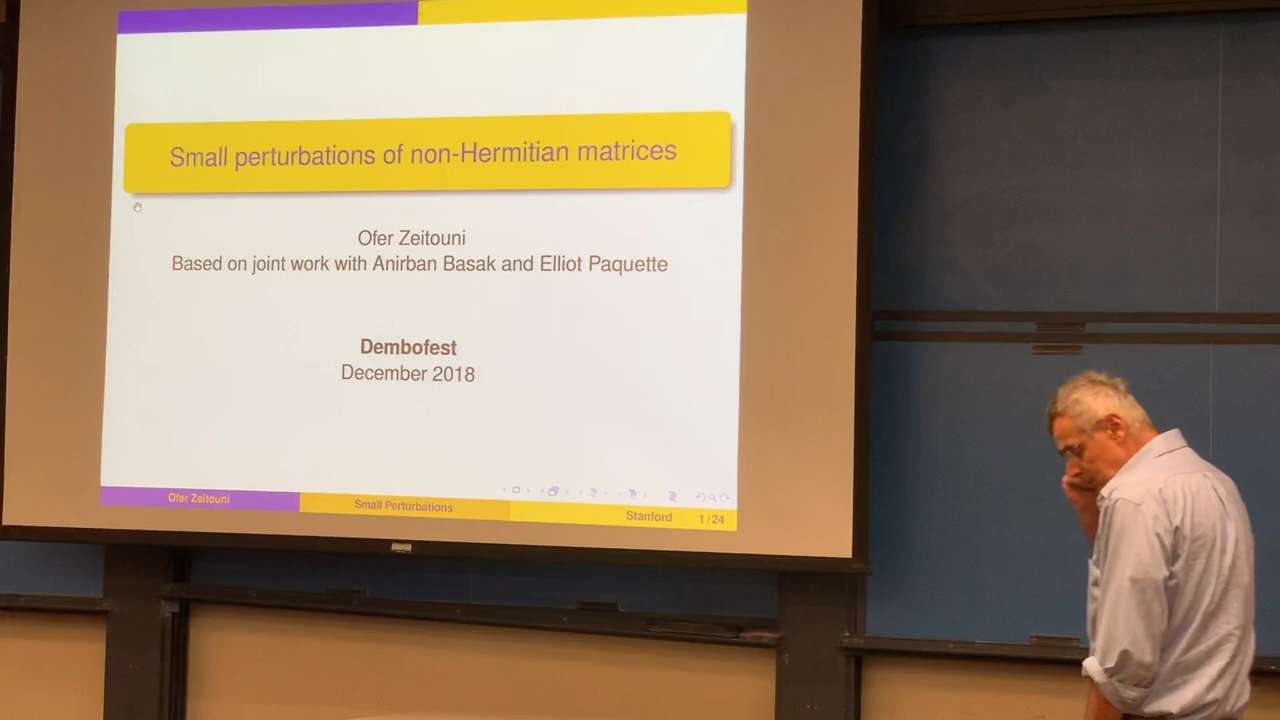 Small perturbations of non-Hermitian matrices
Ofer Zeitouni
Based on joint work with Anirban Basak and Elliot Paquette
Dembofest
December 2018
Ofer Zeitouni
Small Perturbations
Stanford
1 / 24